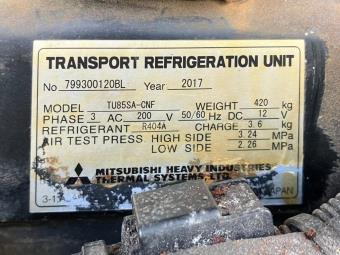 TRANSPORT REFRIGERATION UNIT
No 799300120BL Year 2017
MODEL TU85SA-CNF WEIGHT 420 kg
PHASE 3 AC 200 V 50/60 Hz DC 12 V
REFRIGERANT R404A CHARGE 3.6 kg
AIR TEST PRESS. HIGH SIDE 3.24 MPa
LOW SIDE 2.26 MPa
MITSUBISHI HEAVY INDUSTRIES
THERMAL SYSTEMS, LTD.
JAPAN